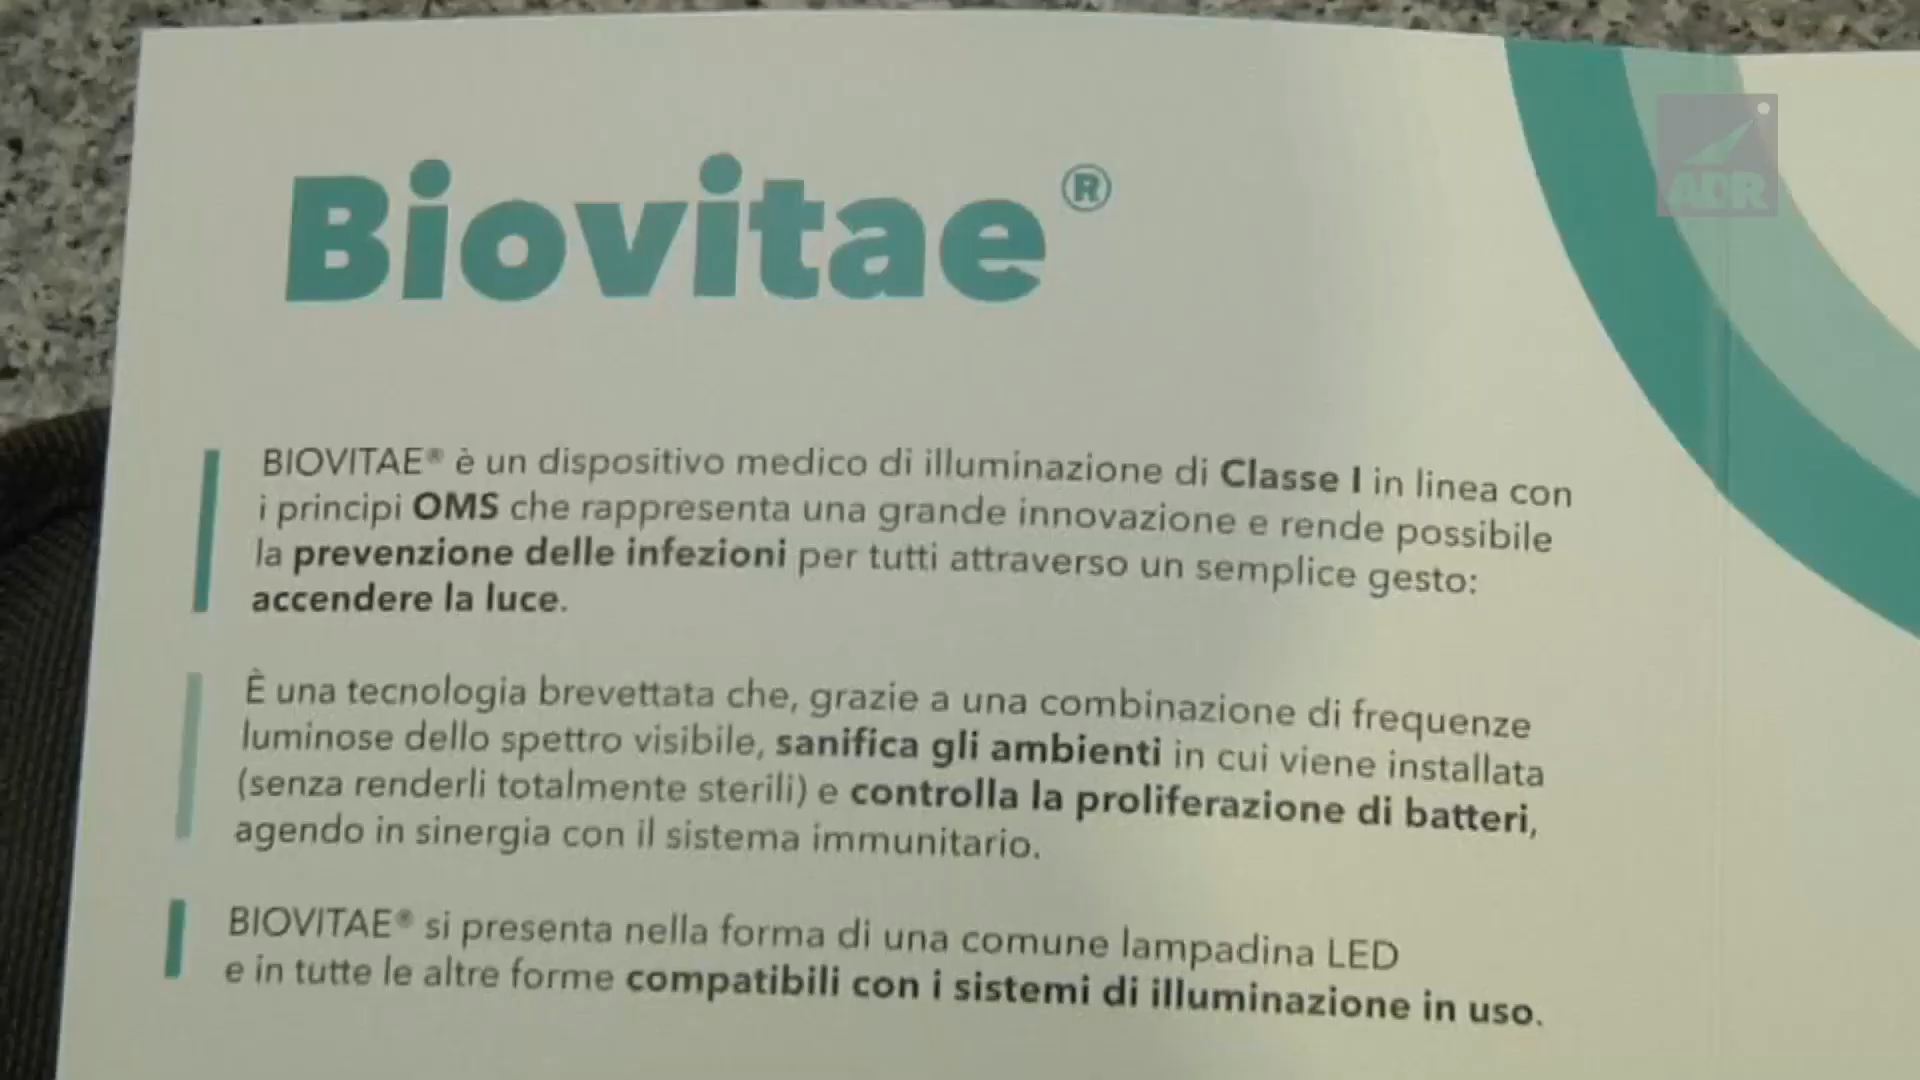 Biovitae®
ADR
BIOVITAE® è un dispositivo medico di illuminazione di Classe I in linea con
i principi OMS che rappresenta una grande innovazione e rende possibile
la prevenzione delle infezioni per tutti attraverso un semplice gesto:
accendere la luce.
È una tecnologia brevettata che, grazie a una combinazione di frequenze
luminose dello spettro visibile, sanifica gli ambienti in cui viene installata
(senza renderli totalmente sterili) e controlla la proliferazione di batteri,
agendo in sinergia con il sistema immunitario.
BIOVITAE® si presenta nella forma di una comune lampadina LED
e in tutte le altre forme compatibili con i sistemi di illuminazione in uso.